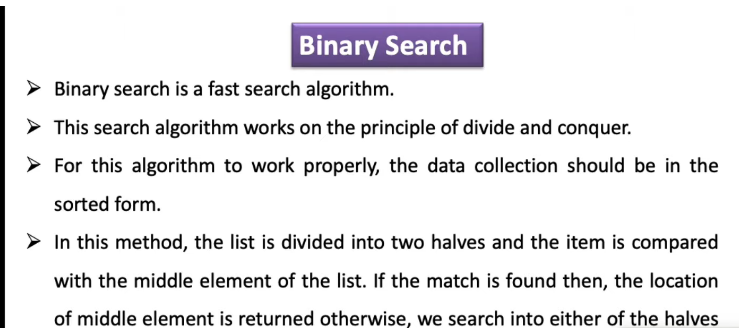 Binary Search
➢ Binary search is a fast search algorithm.
➢ This search algorithm works on the principle of divide and conquer.
➢ For this algorithm to work properly, the data collection should be in the
sorted form.
➢ In this method, the list is divided into two halves and the item is compared
with the middle element of the list. If the match is found then, the location
of middle element is returned otherwise, we search into either of the halves